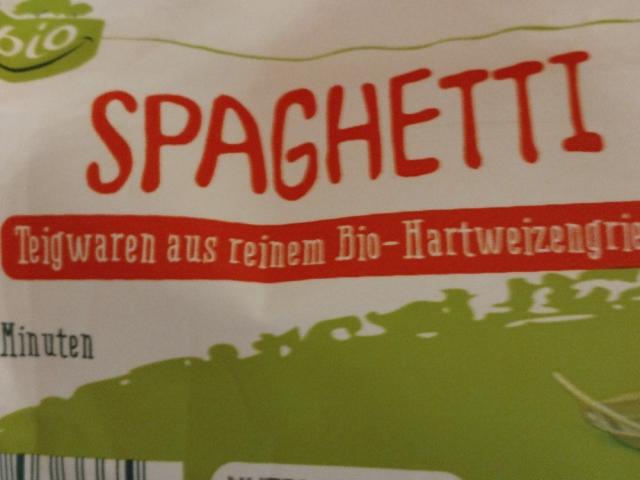 bio
SPAGHETTI
Teigwaren aus reinem Bio-Hartweizengrie
Minuten